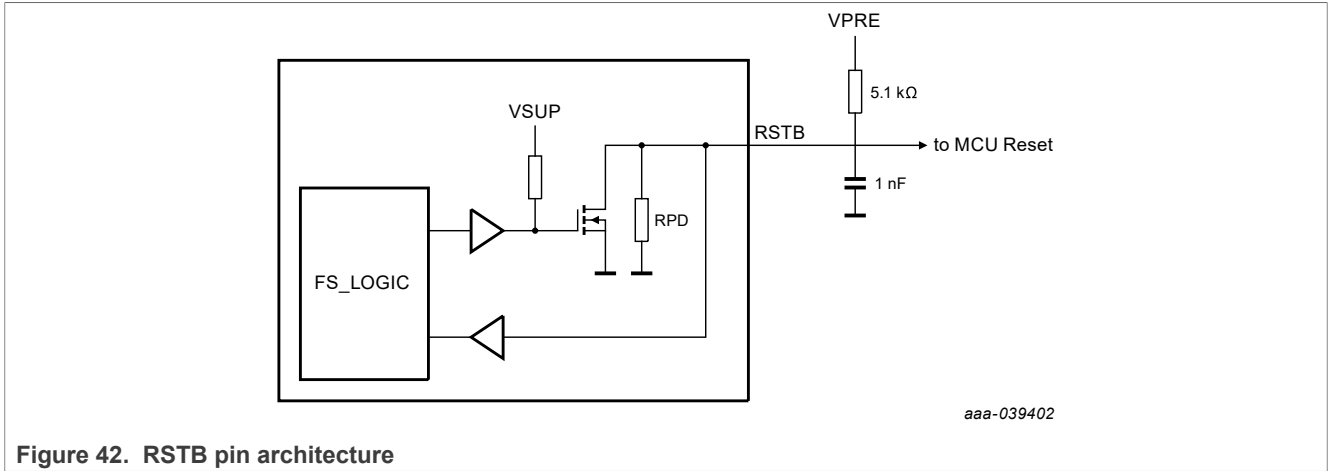 VPRE
5.1 kΩ
VSUP
RSTB
to MCU Reset
1 nF
RPD
FS_LOGIC
aaa-039402
Figure 42. RSTB pin architecture